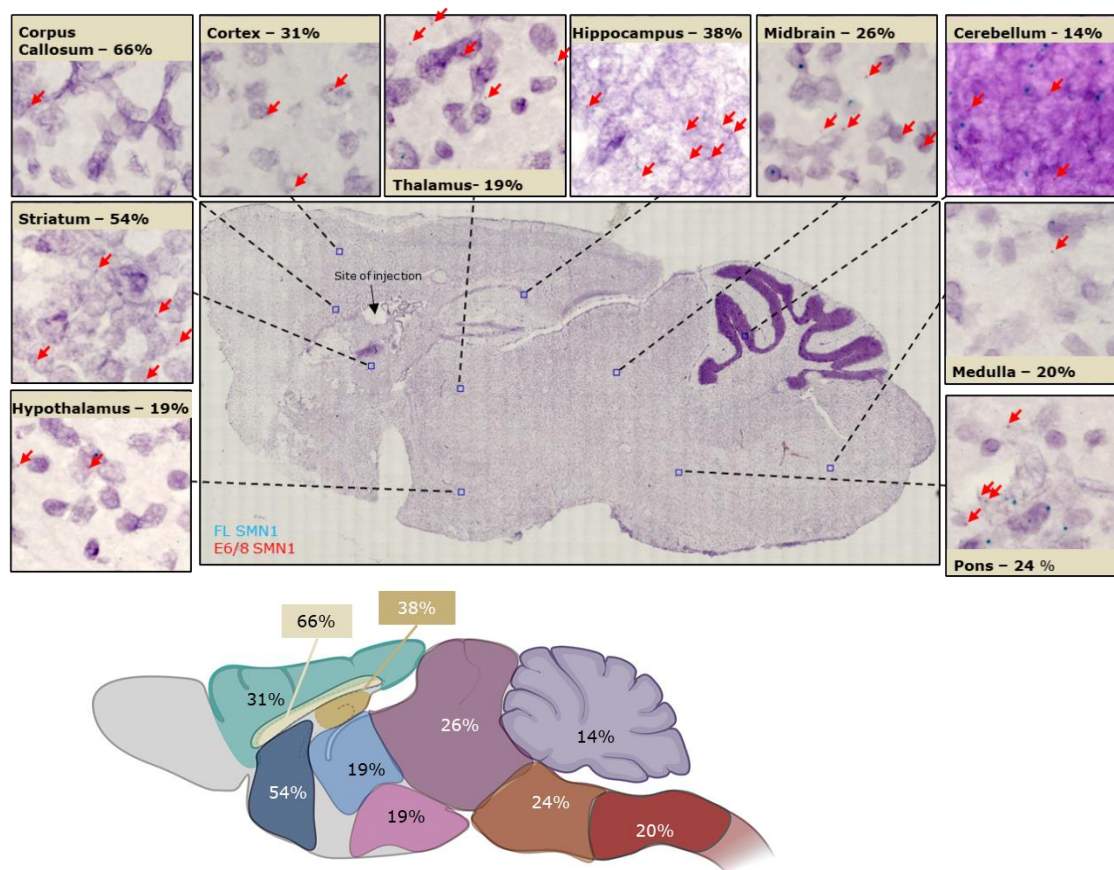 Corpus
Callosum – 66%
Cortex – 31%
Thalamus- 19%
Hippocampus – 38%
Midbrain – 26%
Cerebellum – 14%
Striatum – 54%
Site of injection
Medulla – 20%
Hypothalamus – 19%
FL SMN1
E6/8 SMN1
Pons – 24 %
66%
38%
31%
26%
14%
19%
54%
19%
24%
20%